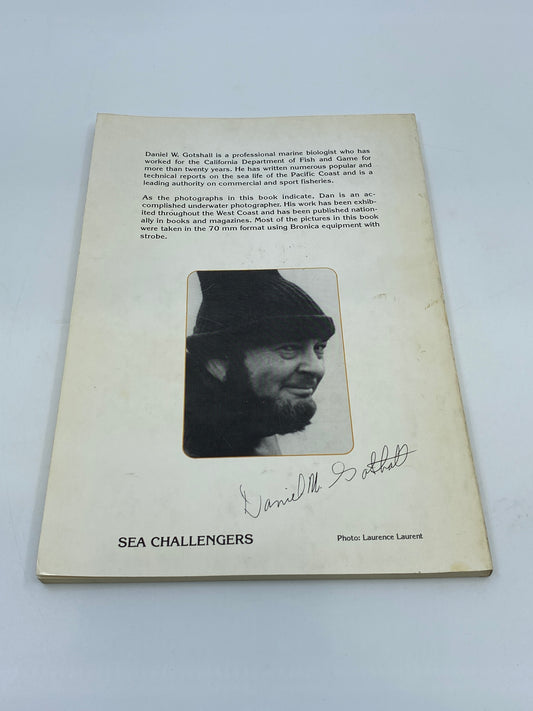 Daniel W. Gotshall is a professional marine biologist who has
worked for the California Department of Fish and Game for
more than twenty years. He has written numerous popular and
technical reports on the sea life of the Pacific Coast and is a
leading authority on commercial and sport fisheries.
As the photographs in this book indicate, Dan is an ac-
complished underwater photographer. His work has been exhib-
ited throughout the West Coast and has been published nation-
ally in books and magazines. Most of the pictures in this book
were taken in the 70 mm format using Bronica equipment with
strobe.
Daniel W. Gotshall
SEA CHALLENGERS
Photo: Laurence Laurent